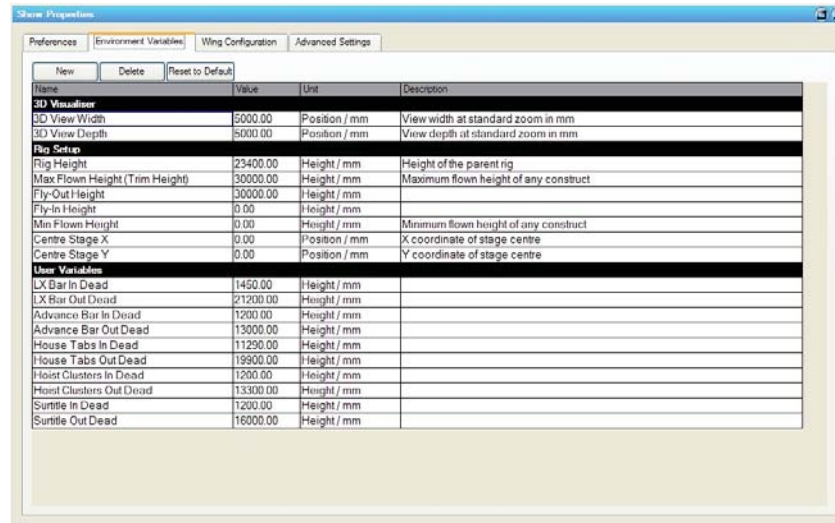 Show Properties
Preferences Environment Variables Wing Configuration Advanced Settings
New Delete Reset to Default
Name Value Unit Description
3D Visualiser
3D View Width 5000.00 Position / mm View width at standard zoom in mm
3D View Depth 5000.00 Position / mm View depth at standard zoom in mm
Rig Setup
Rig Height 23400.00 Height / mm Height of the parent rig
Max Flown Height (Trim Height) 30000.00 Height / mm Maximum flown height of any construct
Fly-Out Height 30000.00 Height / mm
Fly-In Height 0.00 Height / mm
Min Flown Height 0.00 Height / mm Minimum flown height of any construct
Centre Stage X 0.00 Position / mm X coordinate of stage centre
Centre Stage Y 0.00 Position / mm Y coordinate of stage centre
User Variables
LX Bar In Dead 1450.00 Height / mm
LX Bar Out Dead 21200.00 Height / mm
Advance Bar In Dead 1200.00 Height / mm
Advance Bar Out Dead 13000.00 Height / mm
House Tabs In Dead 11290.00 Height / mm
House Tabs Out Dead 19900.00 Height / mm
Hoist Clusters In Dead 1200.00 Height / mm
Hoist Clusters Out Dead 13300.00 Height / mm
Surtitle In Dead 1200.00 Height / mm
Surtitle Out Dead 16000.00 Height / mm